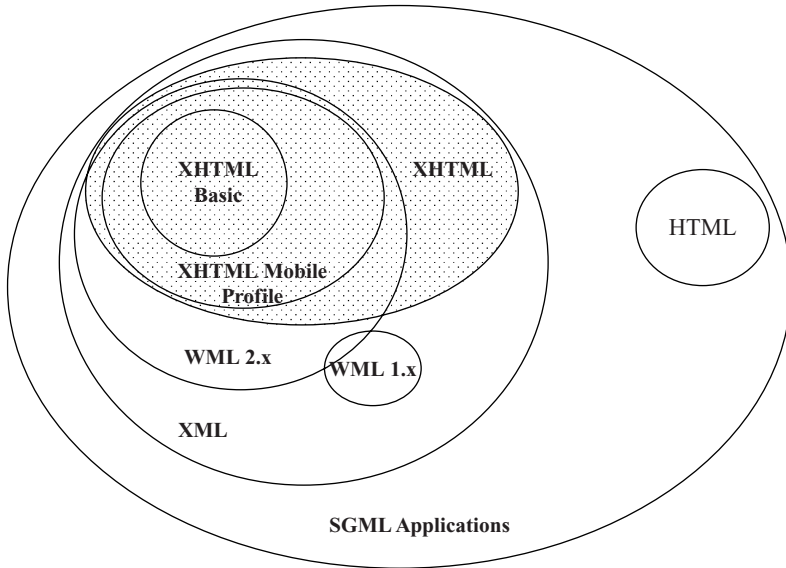 XHTML
Basic
XHTML
HTML
XHTML Mobile
Profile
WML 2.x
WML 1.x
XML
SGML Applications